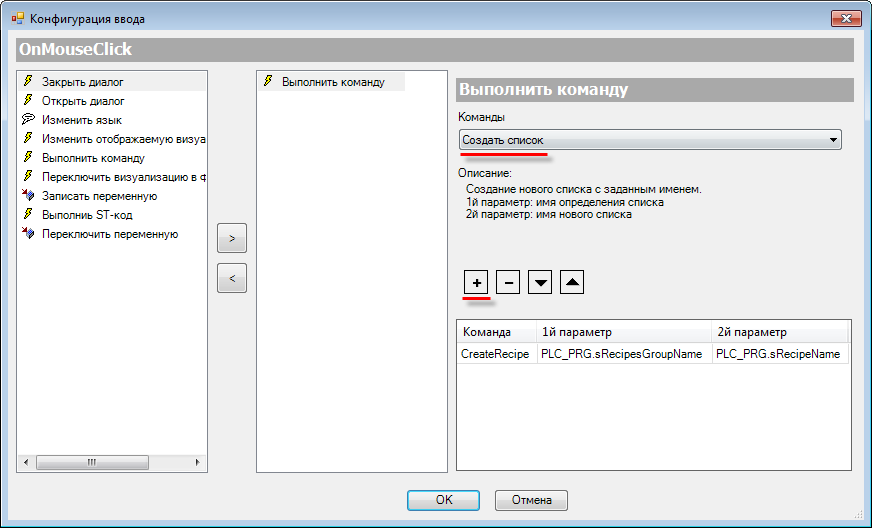 Конфигурация ввода
OnMouseClick
Закрыть диалог
Открыть диалог
Изменить язык
Изменить отображаемую визуа
Выполнить команду
Переключить визуализацию в ф
Записать переменную
Выполниь ST-код
Переключить переменную
>
<
Выполнить команду
Выполнить команду
Команды
Создать список
Описание:
Создание нового списка с заданным именем.
1й параметр: имя определения списка
2й параметр: имя нового списка
Команда 1й параметр 2й параметр
CreateRecipe PLC_PRG.sRecipesGroupName PLC_PRG.sRecipeName
OK Отмена